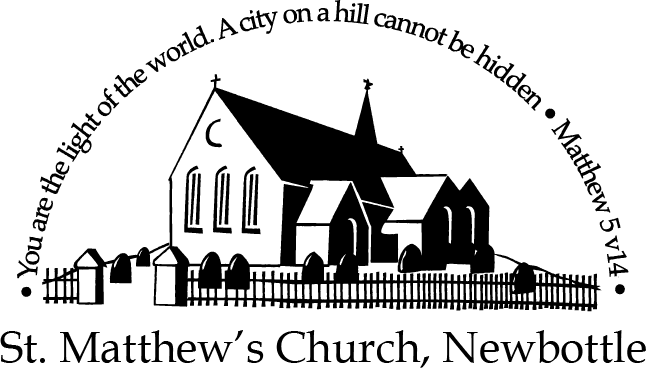 • You are the light of the world. A city on a hill cannot be hidden • Matthew 5 v14 •
St. Matthew’s Church, Newbottle